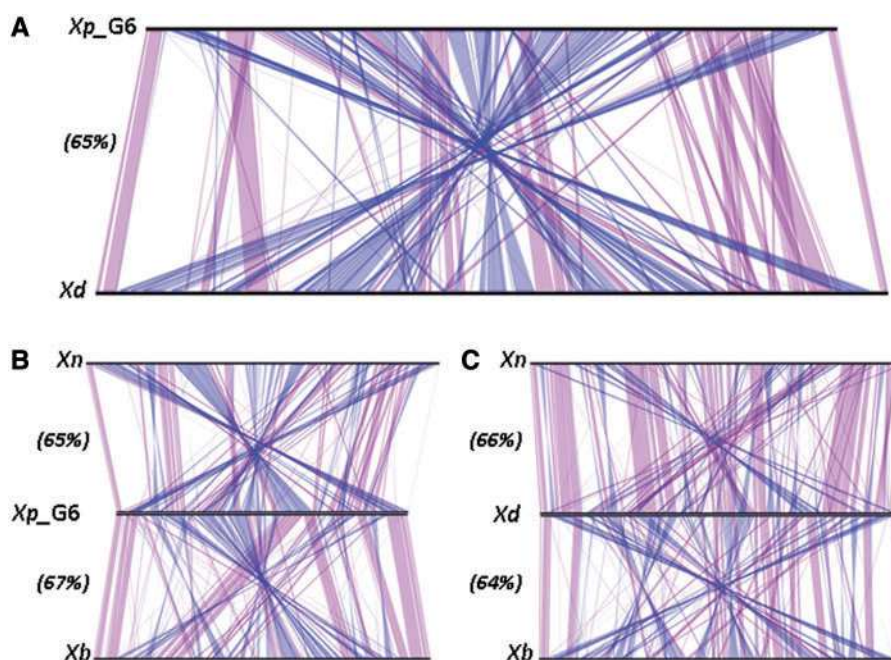 A
Xp_G6
(65%)
Xd
B
Xn
(65%)
Xp_G6
(67%)
Xb
C
Xn
(66%)
Xd
(64%)
Xb